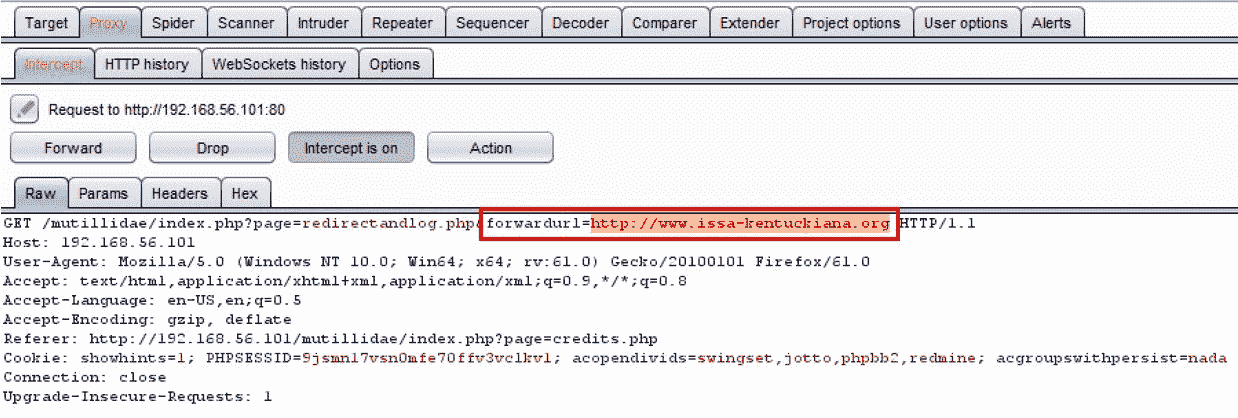 Target Proxy Spider Scanner Intruder Repeater Sequencer Decoder Comparer Extender Project options User options Alerts
Intercept HTTP history WebSockets history Options
Request to http://192.168.56.101:80
Forward Drop Intercept is on Action
Raw Params Headers Hex
GET /mutillidae/index.php?page=redirectandlog.php&forwardurl=http://www.issa-kentuckiana.org HTTP/1.1
Host: 192.168.56.101
User-Agent: Mozilla/5.0 (Windows NT 10.0; Win64; x64; rv:61.0) Gecko/20100101 Firefox/61.0
Accept: text/html,application/xhtml+xml,application/xml;q=0.9,*/*;q=0.8
Accept-Language: en-US,en;q=0.5
Accept-Encoding: gzip, deflate
Referer: http://192.168.56.101/mutillidae/index.php?page=credits.php
Cookie: showhints=1; PHPSESSID=9jsmnl7vsn0mfe70ffv3vclkv1; acopendivids=swingset,jotto,phpbb2,redmine; acgroupswithpersist=nada
Connection: close
Upgrade-Insecure-Requests: 1